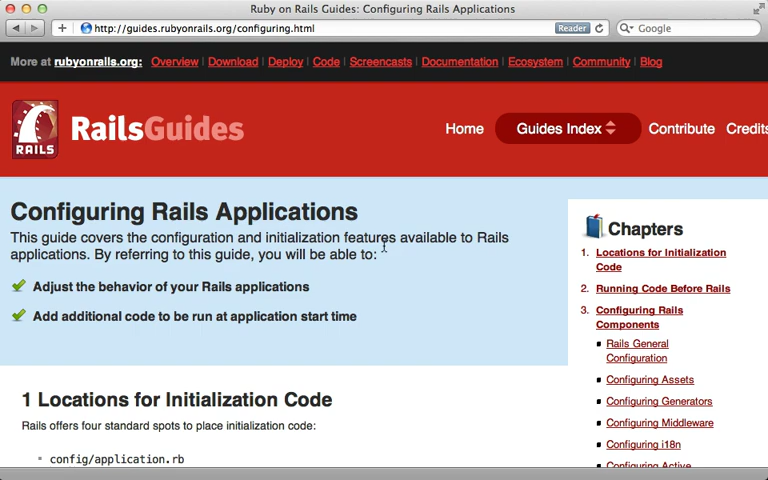 Ruby on Rails Guides: Configuring Rails Applications
http://guides.rubyonrails.org/configuring.html
Reader
Google
More at rubyonrails.org: Overview | Download | Deploy | Code | Screencasts | Documentation | Ecosystem | Community | Blog
RAILS
RailsGuides
Home
Guides Index
Contribute
Credits
Configuring Rails Applications
This guide covers the configuration and initialization features available to Rails
applications. By referring to this guide, you will be able to:
Adjust the behavior of your Rails applications
Add additional code to be run at application start time
1 Locations for Initialization Code
Rails offers four standard spots to place initialization code:
config/application.rb
Chapters
1. Locations for Initialization
Code
2. Running Code Before Rails
3. Configuring Rails
Components
Rails General
Configuration
Configuring Assets
Configuring Generators
Configuring Middleware
Configuring i18n
Configuring Active